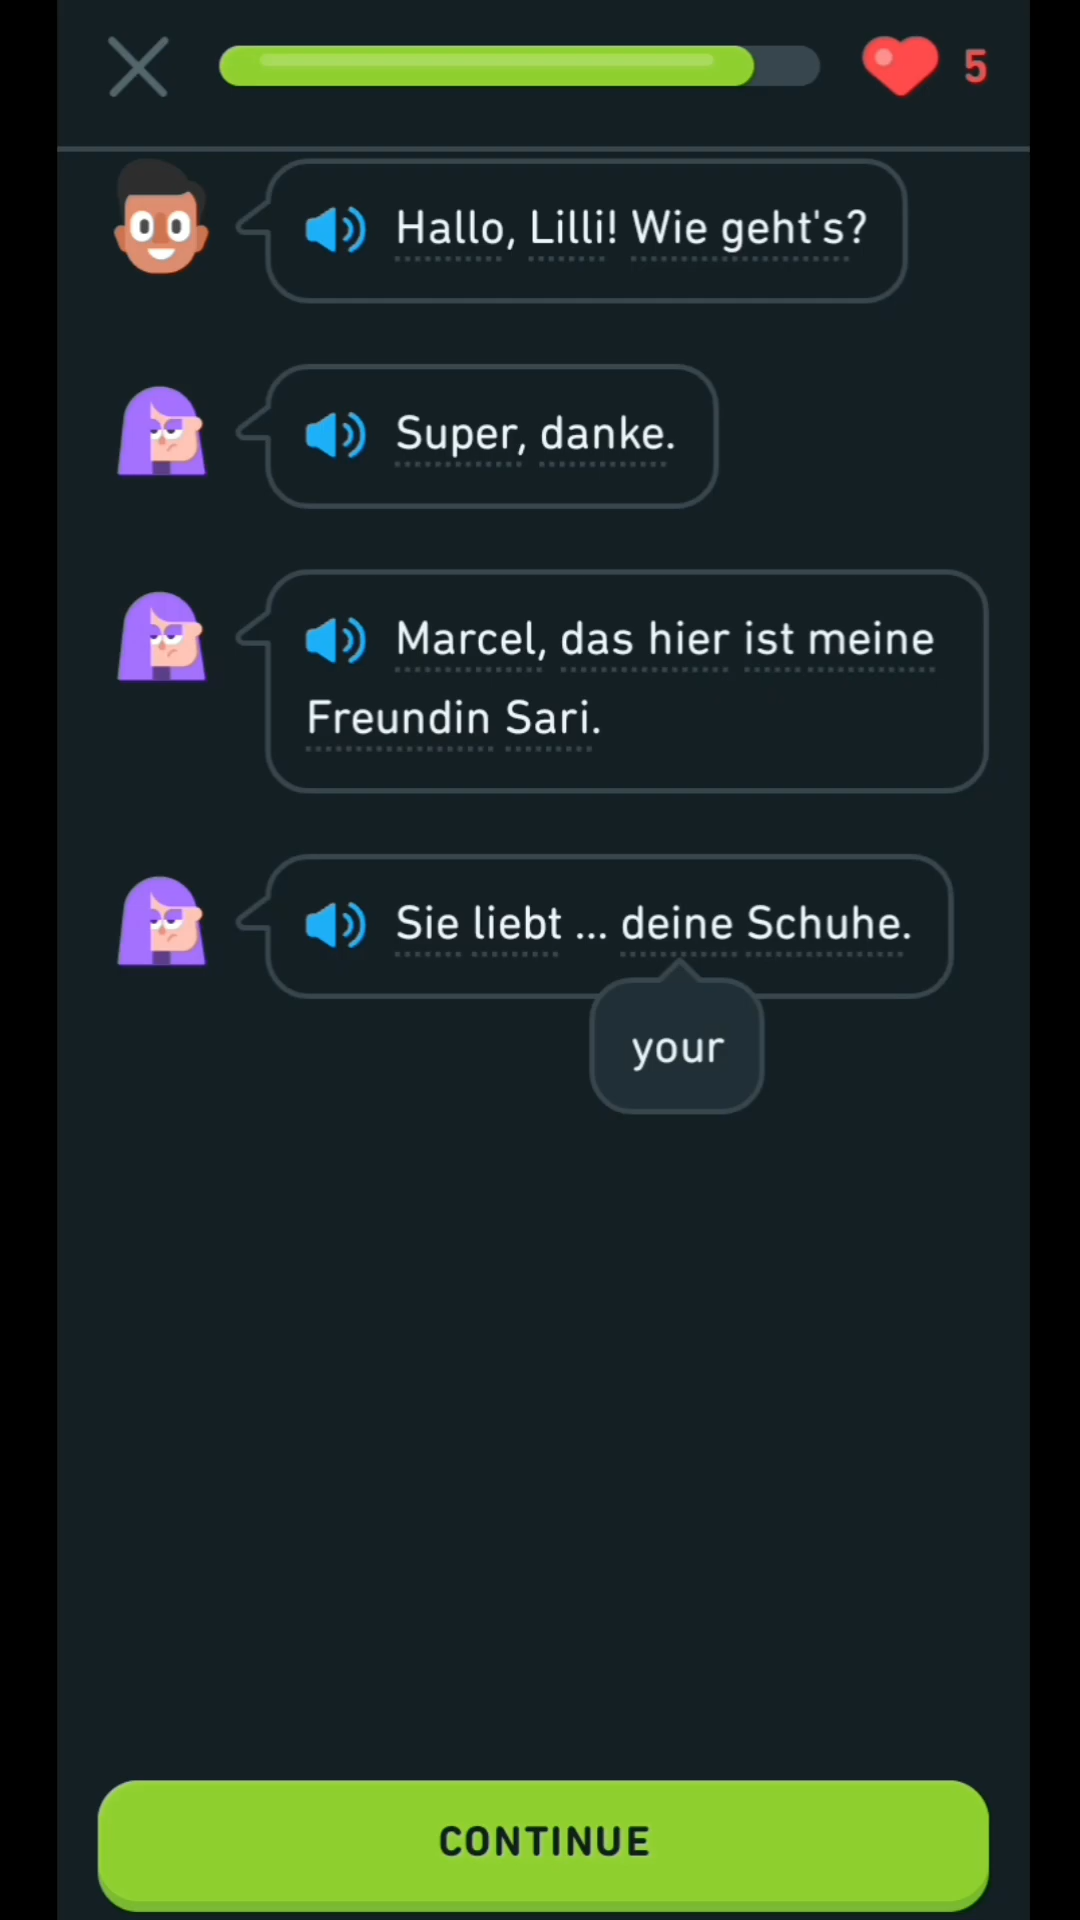 5
Hallo, Lilli! Wie geht's?
Super, danke.
Marcel, das hier ist meine
Freundin Sari.
Sie liebt ... deine Schuhe.
your
CONTINUE